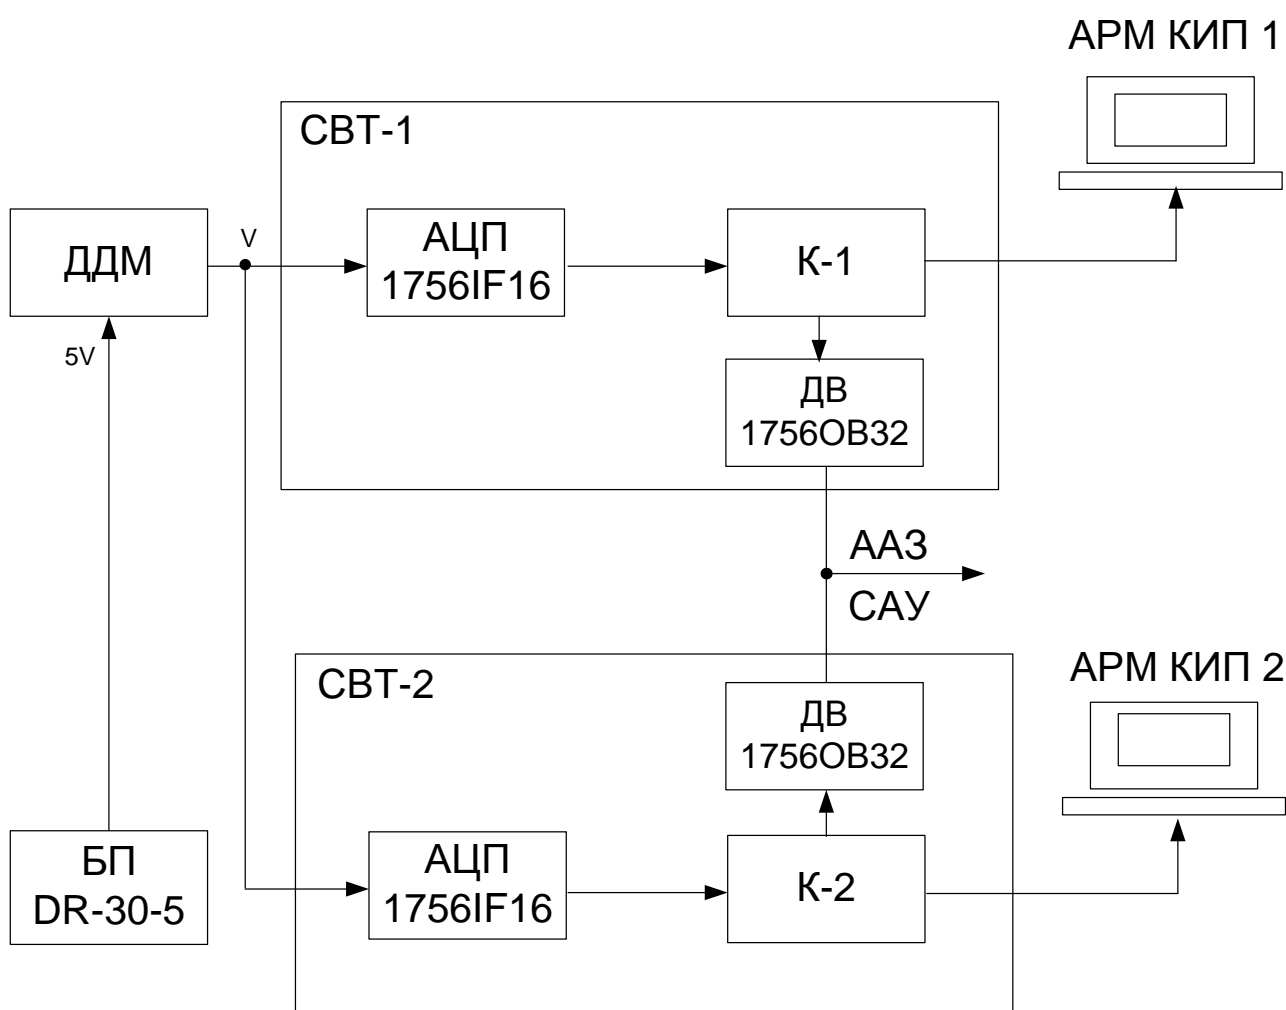 АРМ КИП 1
СВТ-1
ДДМ
V
АЦП
1756IF16
К-1
5V
ДВ
1756OB32
ААЗ
САУ
СВТ-2
АРМ КИП 2
ДВ
1756OB32
БП
DR-30-5
АЦП
1756IF16
К-2